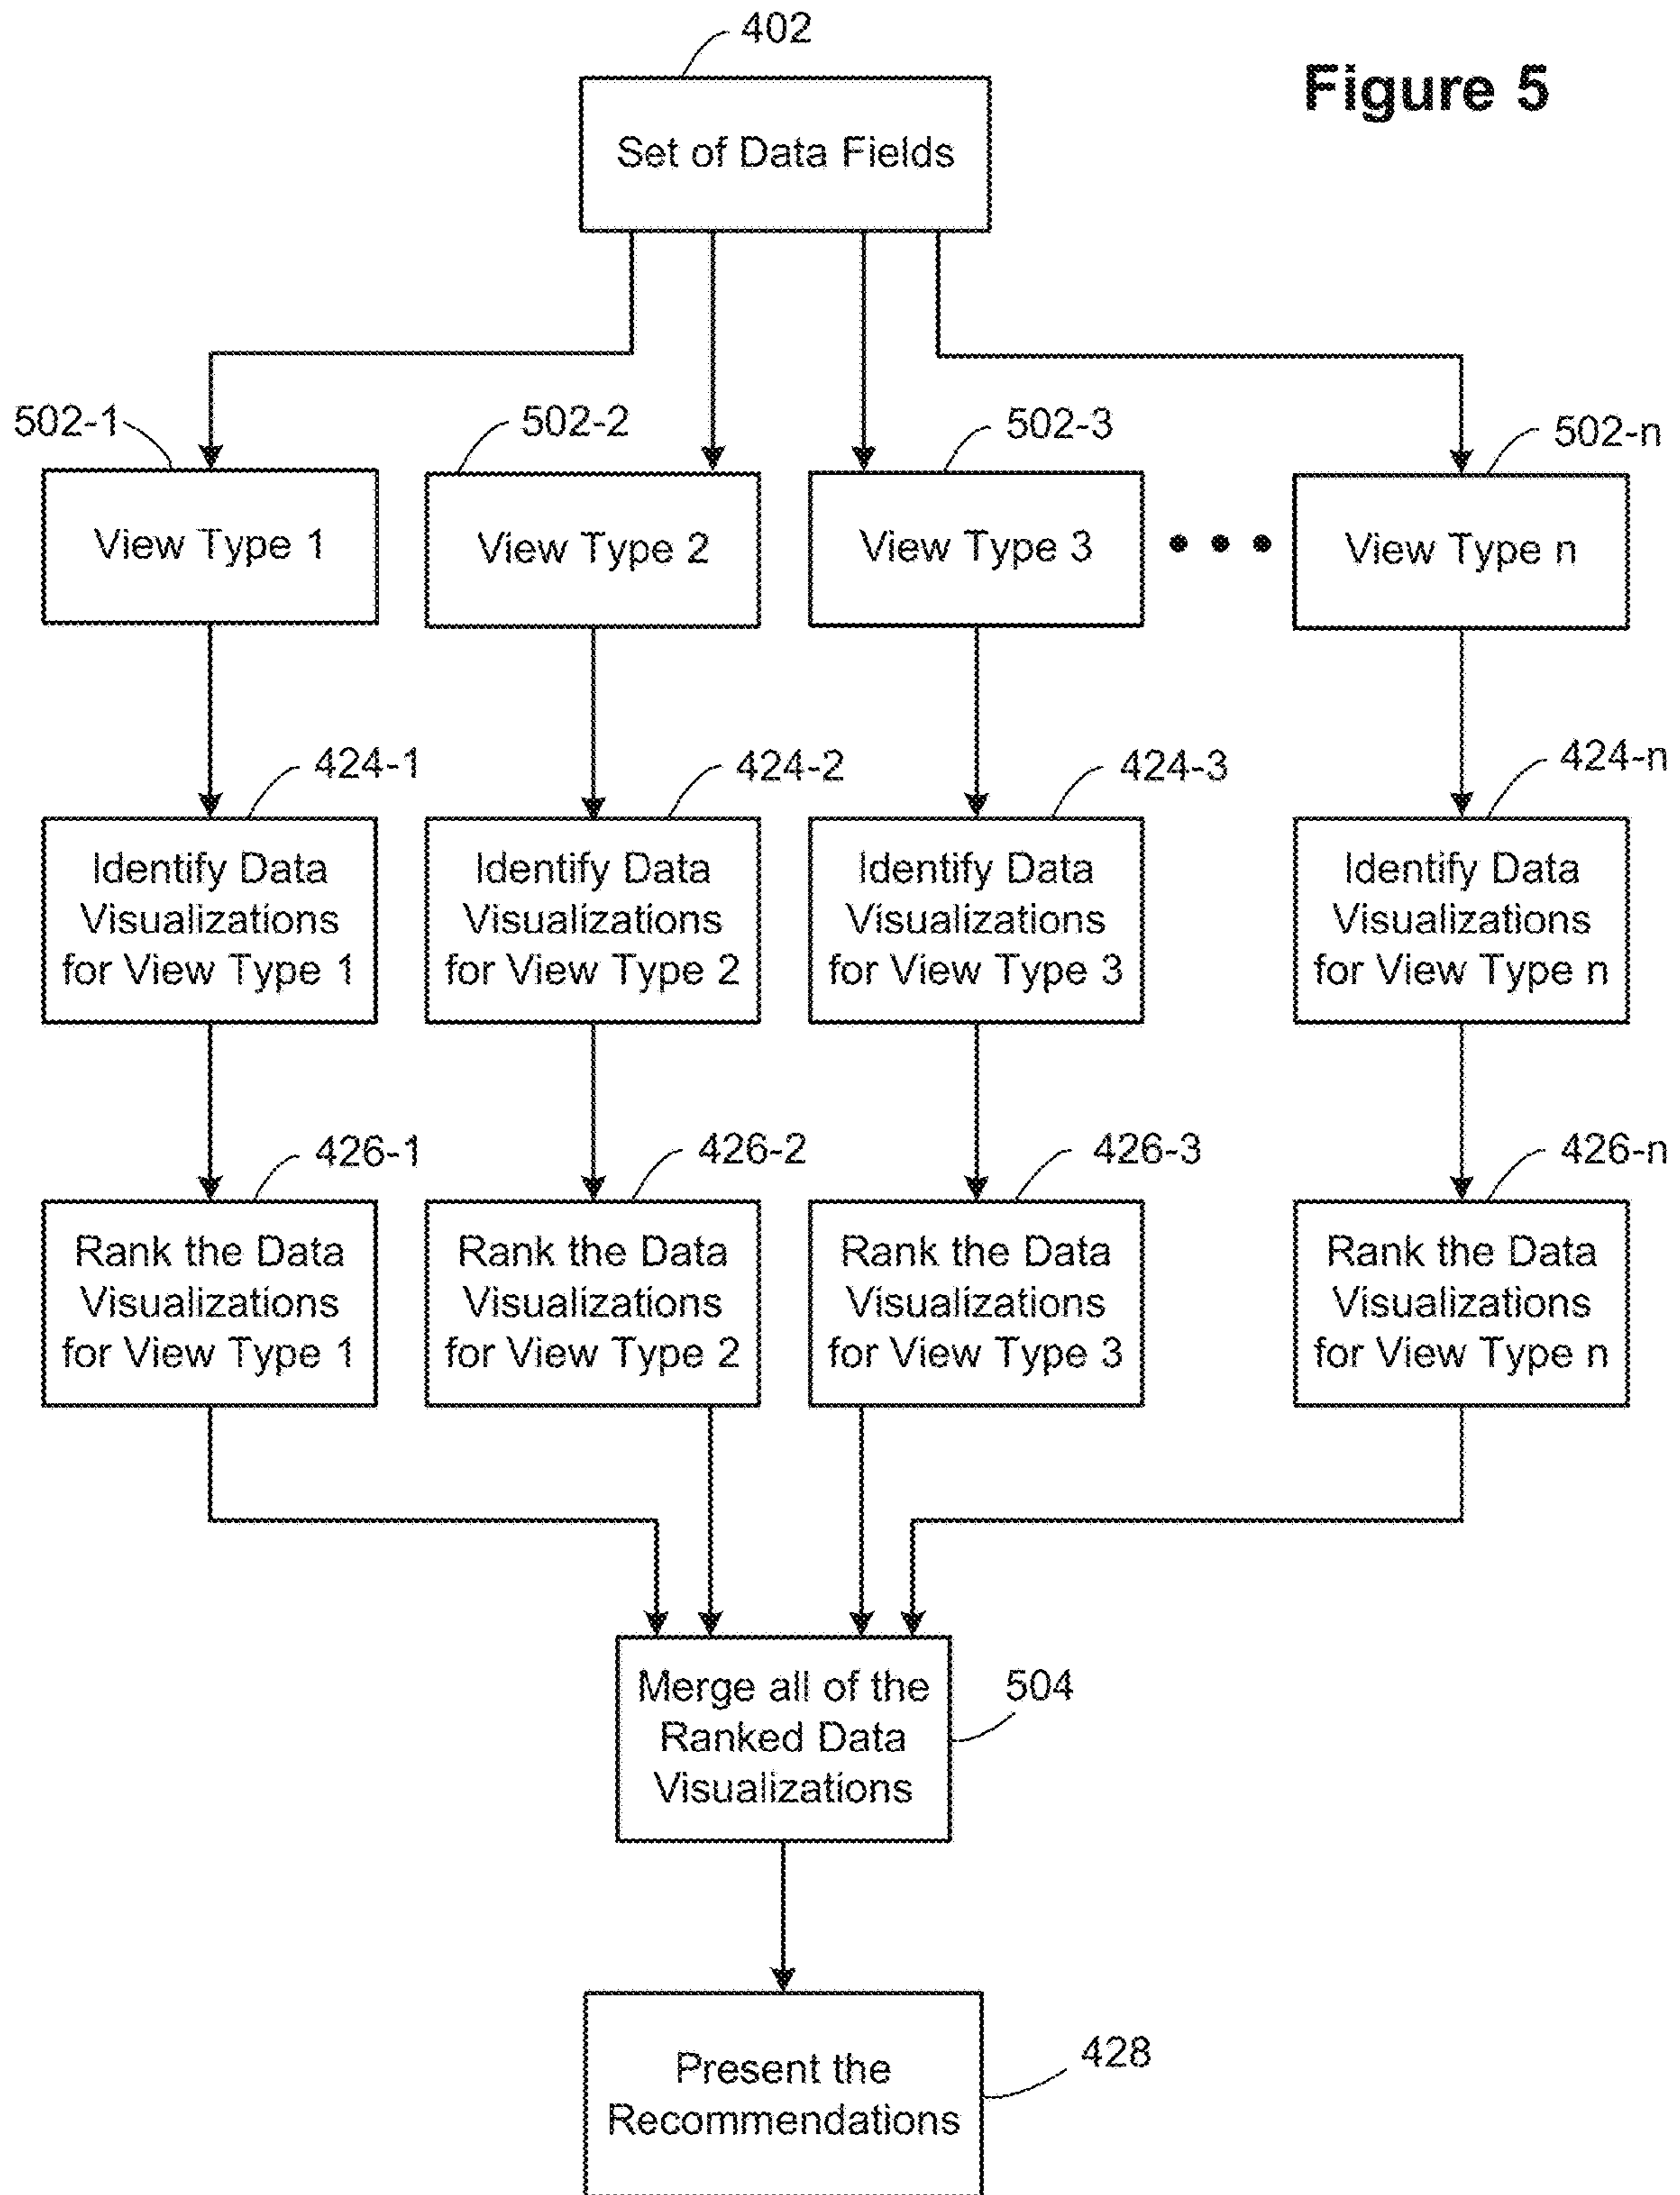 402
Figure 5
Set of Data Fields
502-1
502-2
502-3
502-n
View Type 1
View Type 2
View Type 3
View Type n
424-1
424-2
424-3
424-n
Identify Data
Visualizations
for View Type 1
Identify Data
Visualizations
for View Type 2
Identify Data
Visualizations
for View Type 3
Identify Data
Visualizations
for View Type n
426-1
426-2
426-3
426-n
Rank the Data
Visualizations
for View Type 1
Rank the Data
Visualizations
for View Type 2
Rank the Data
Visualizations
for View Type 3
Rank the Data
Visualizations
for View Type n
Merge all of the
Ranked Data
Visualizations
504
Present the
Recommendations
428